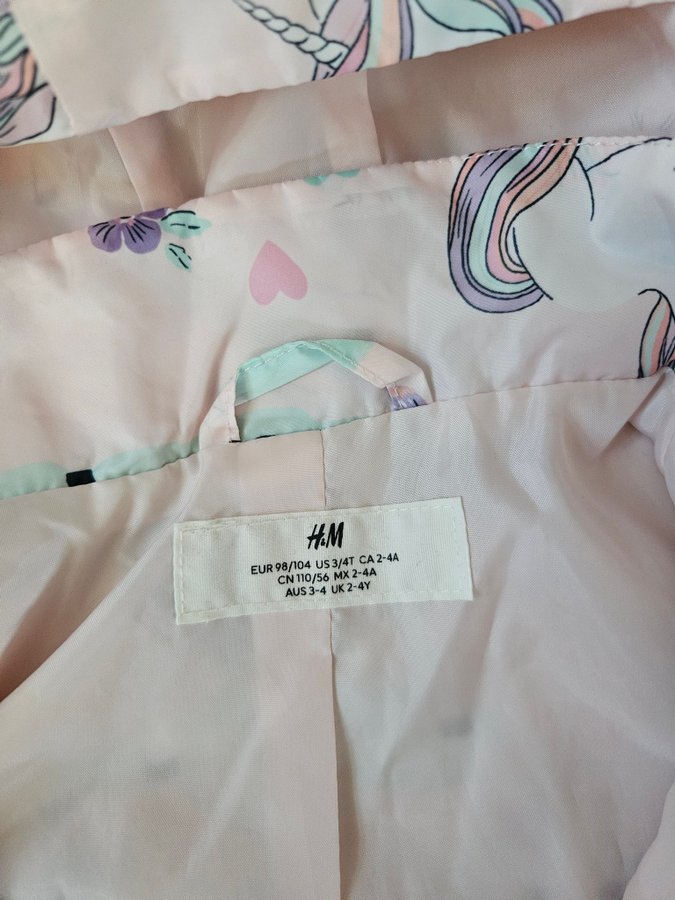 H&M
EUR 98/104 US 3/4T CA 2-4A
CN 110/56 MX 2-4A
AUS 3-4 UK 2-4Y